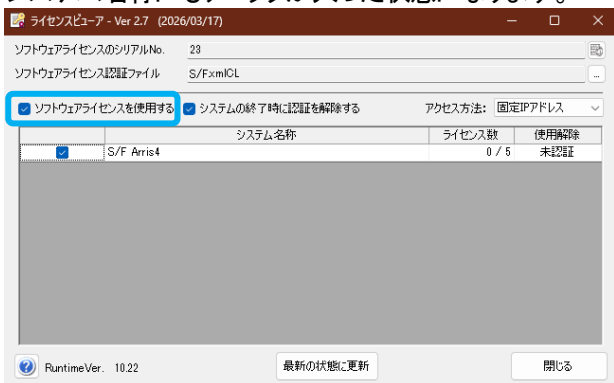 ライセンスビューア - Ver 2.7 (2026/03/17)
ソフトウェアライセンスのシリアルNo. 23
ソフトウェアライセンス認証ファイル S/FxmlCL ...
ソフトウェアライセンスを使用する システムの終了時に認証を解除する アクセス方法: 固定IPアドレス
システム名称 ライセンス数 使用解除
S/F Arris4 0 / 5 未認証
RuntimeVer. 10.22 最新の状態に更新 閉じる